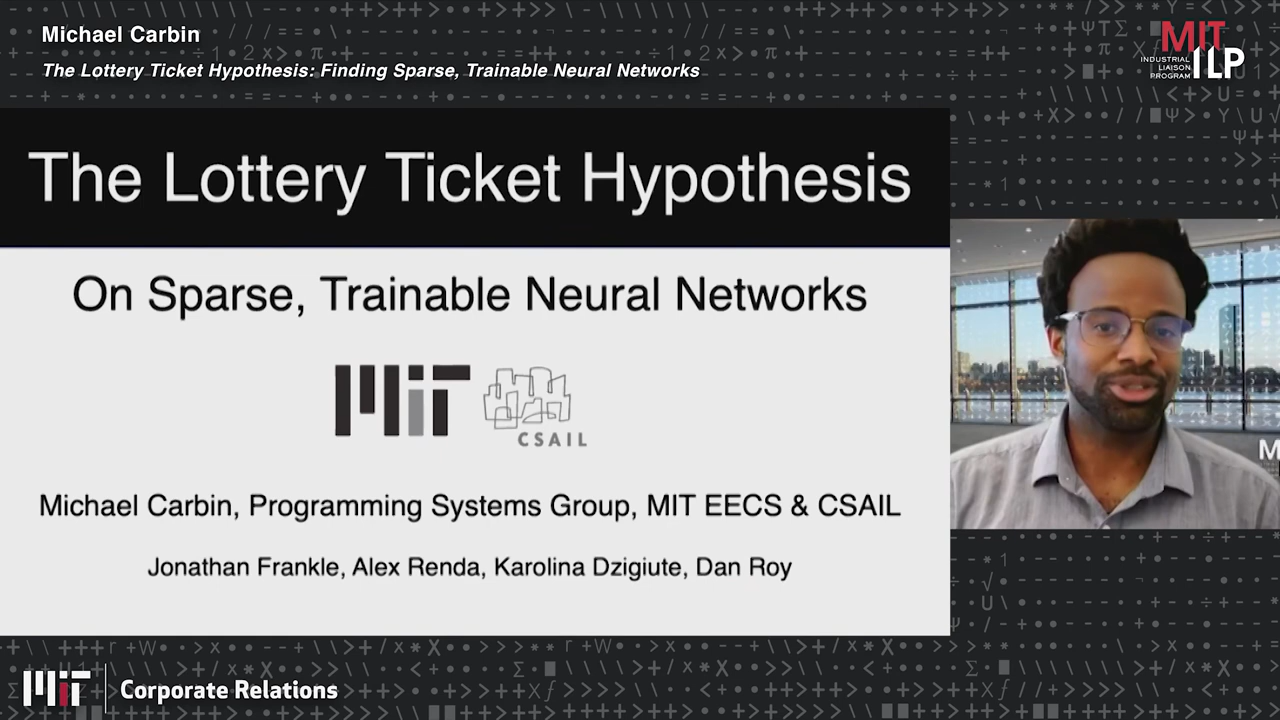 Michael Carbin
The Lottery Ticket Hypothesis: Finding Sparse, Trainable Neural Networks
MIT
INDUSTRIAL
LIAISON
PROGRAM
ILP
The Lottery Ticket Hypothesis
On Sparse, Trainable Neural Networks
MIT
CSAIL
Michael Carbin, Programming Systems Group, MIT EECS & CSAIL
Jonathan Frankle, Alex Renda, Karolina Dzigiute, Dan Roy
M
MIT Corporate Relations